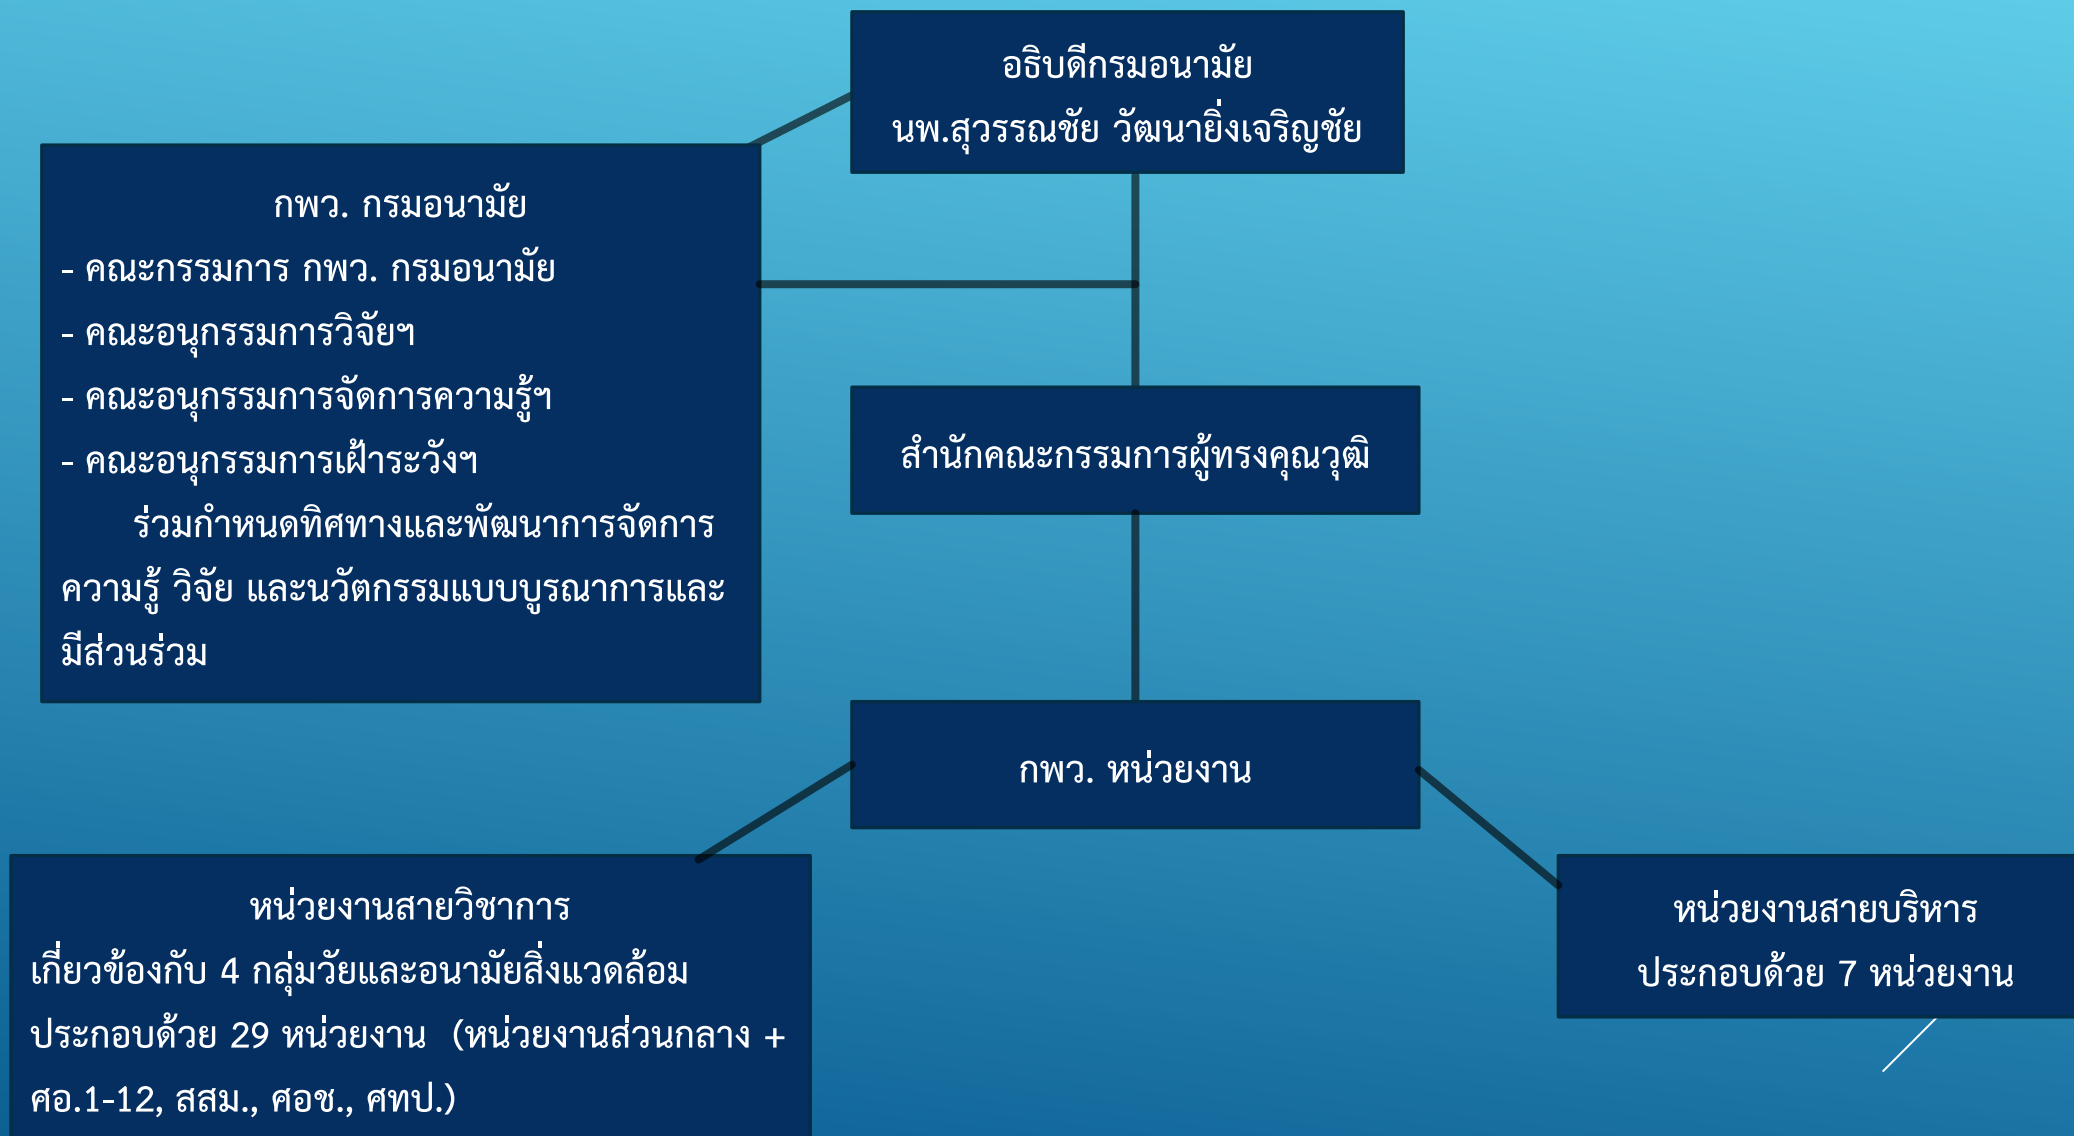 อธิบดีกรมอนามัย
นพ.สุวรรณชัย วัฒนายิ่งเจริญชัย
กพว. กรมอนามัย
- คณะกรรมการ กพว. กรมอนามัย
- คณะอนุกรรมการวิจัยฯ
- คณะอนุกรรมการจัดการความรู้ฯ
- คณะอนุกรรมการเฝ้าระวังฯ
ร่วมกำหนดทิศทางและพัฒนาการจัดการ
ความรู้ วิจัย และนวัตกรรมแบบบูรณาการและ
มีส่วนร่วม
สำนักคณะกรรมการผู้ทรงคุณวุฒิ
กพว. หน่วยงาน
หน่วยงานสายวิชาการ
เกี่ยวข้องกับ 4 กลุ่มวัยและอนามัยสิ่งแวดล้อม
ประกอบด้วย 29 หน่วยงาน (หน่วยงานส่วนกลาง +
ศอ.1-12, สสม., ศอช., ศทป.)
หน่วยงานสายบริหาร
ประกอบด้วย 7 หน่วยงาน